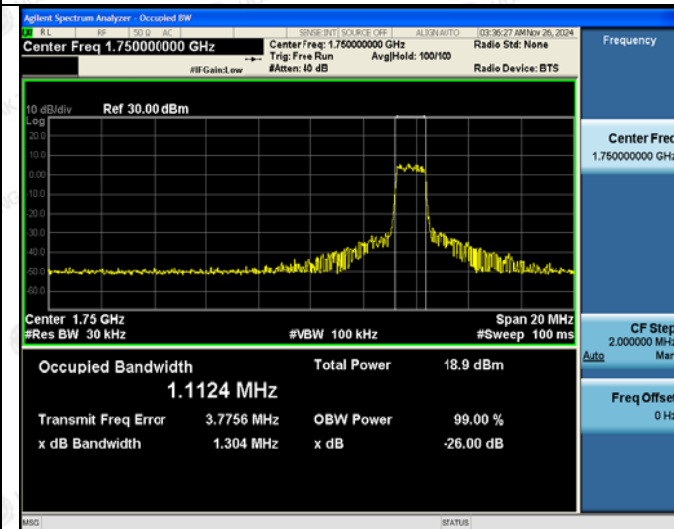 Agilent Spectrum Analyzer - Occupied BW
RL RF 50 Ω AC SENSE:INT SOURCE OFF ALIGN AUTO 03:36:27 AM Nov 26, 2024
Center Freq 1.750000000 GHz
Center Freq: 1.750000000 GHz
Radio Std: None
Trig: Free Run Avg|Hold: 100/100
#IFGain:Low #Atten: 40 dB Radio Device: BTS
Frequency
10 dB/div Ref 30.00 dBm
Log
20.0
10.0
0.00
-10.0
-20.0
-30.0
-40.0
-50.0
-60.0
Center 1.75 GHz Span 20 MHz
#Res BW 30 kHz #VBW 100 kHz #Sweep 100 ms
Occupied Bandwidth Total Power 18.9 dBm
1.1124 MHz
Transmit Freq Error 3.7756 MHz OBW Power 99.00 %
x dB Bandwidth 1.304 MHz x dB -26.00 dB
Center Freq
1.750000000 GHz
CF Step
2.000000 MHz
Auto Man
Freq Offset
0 Hz
MSG STATUS